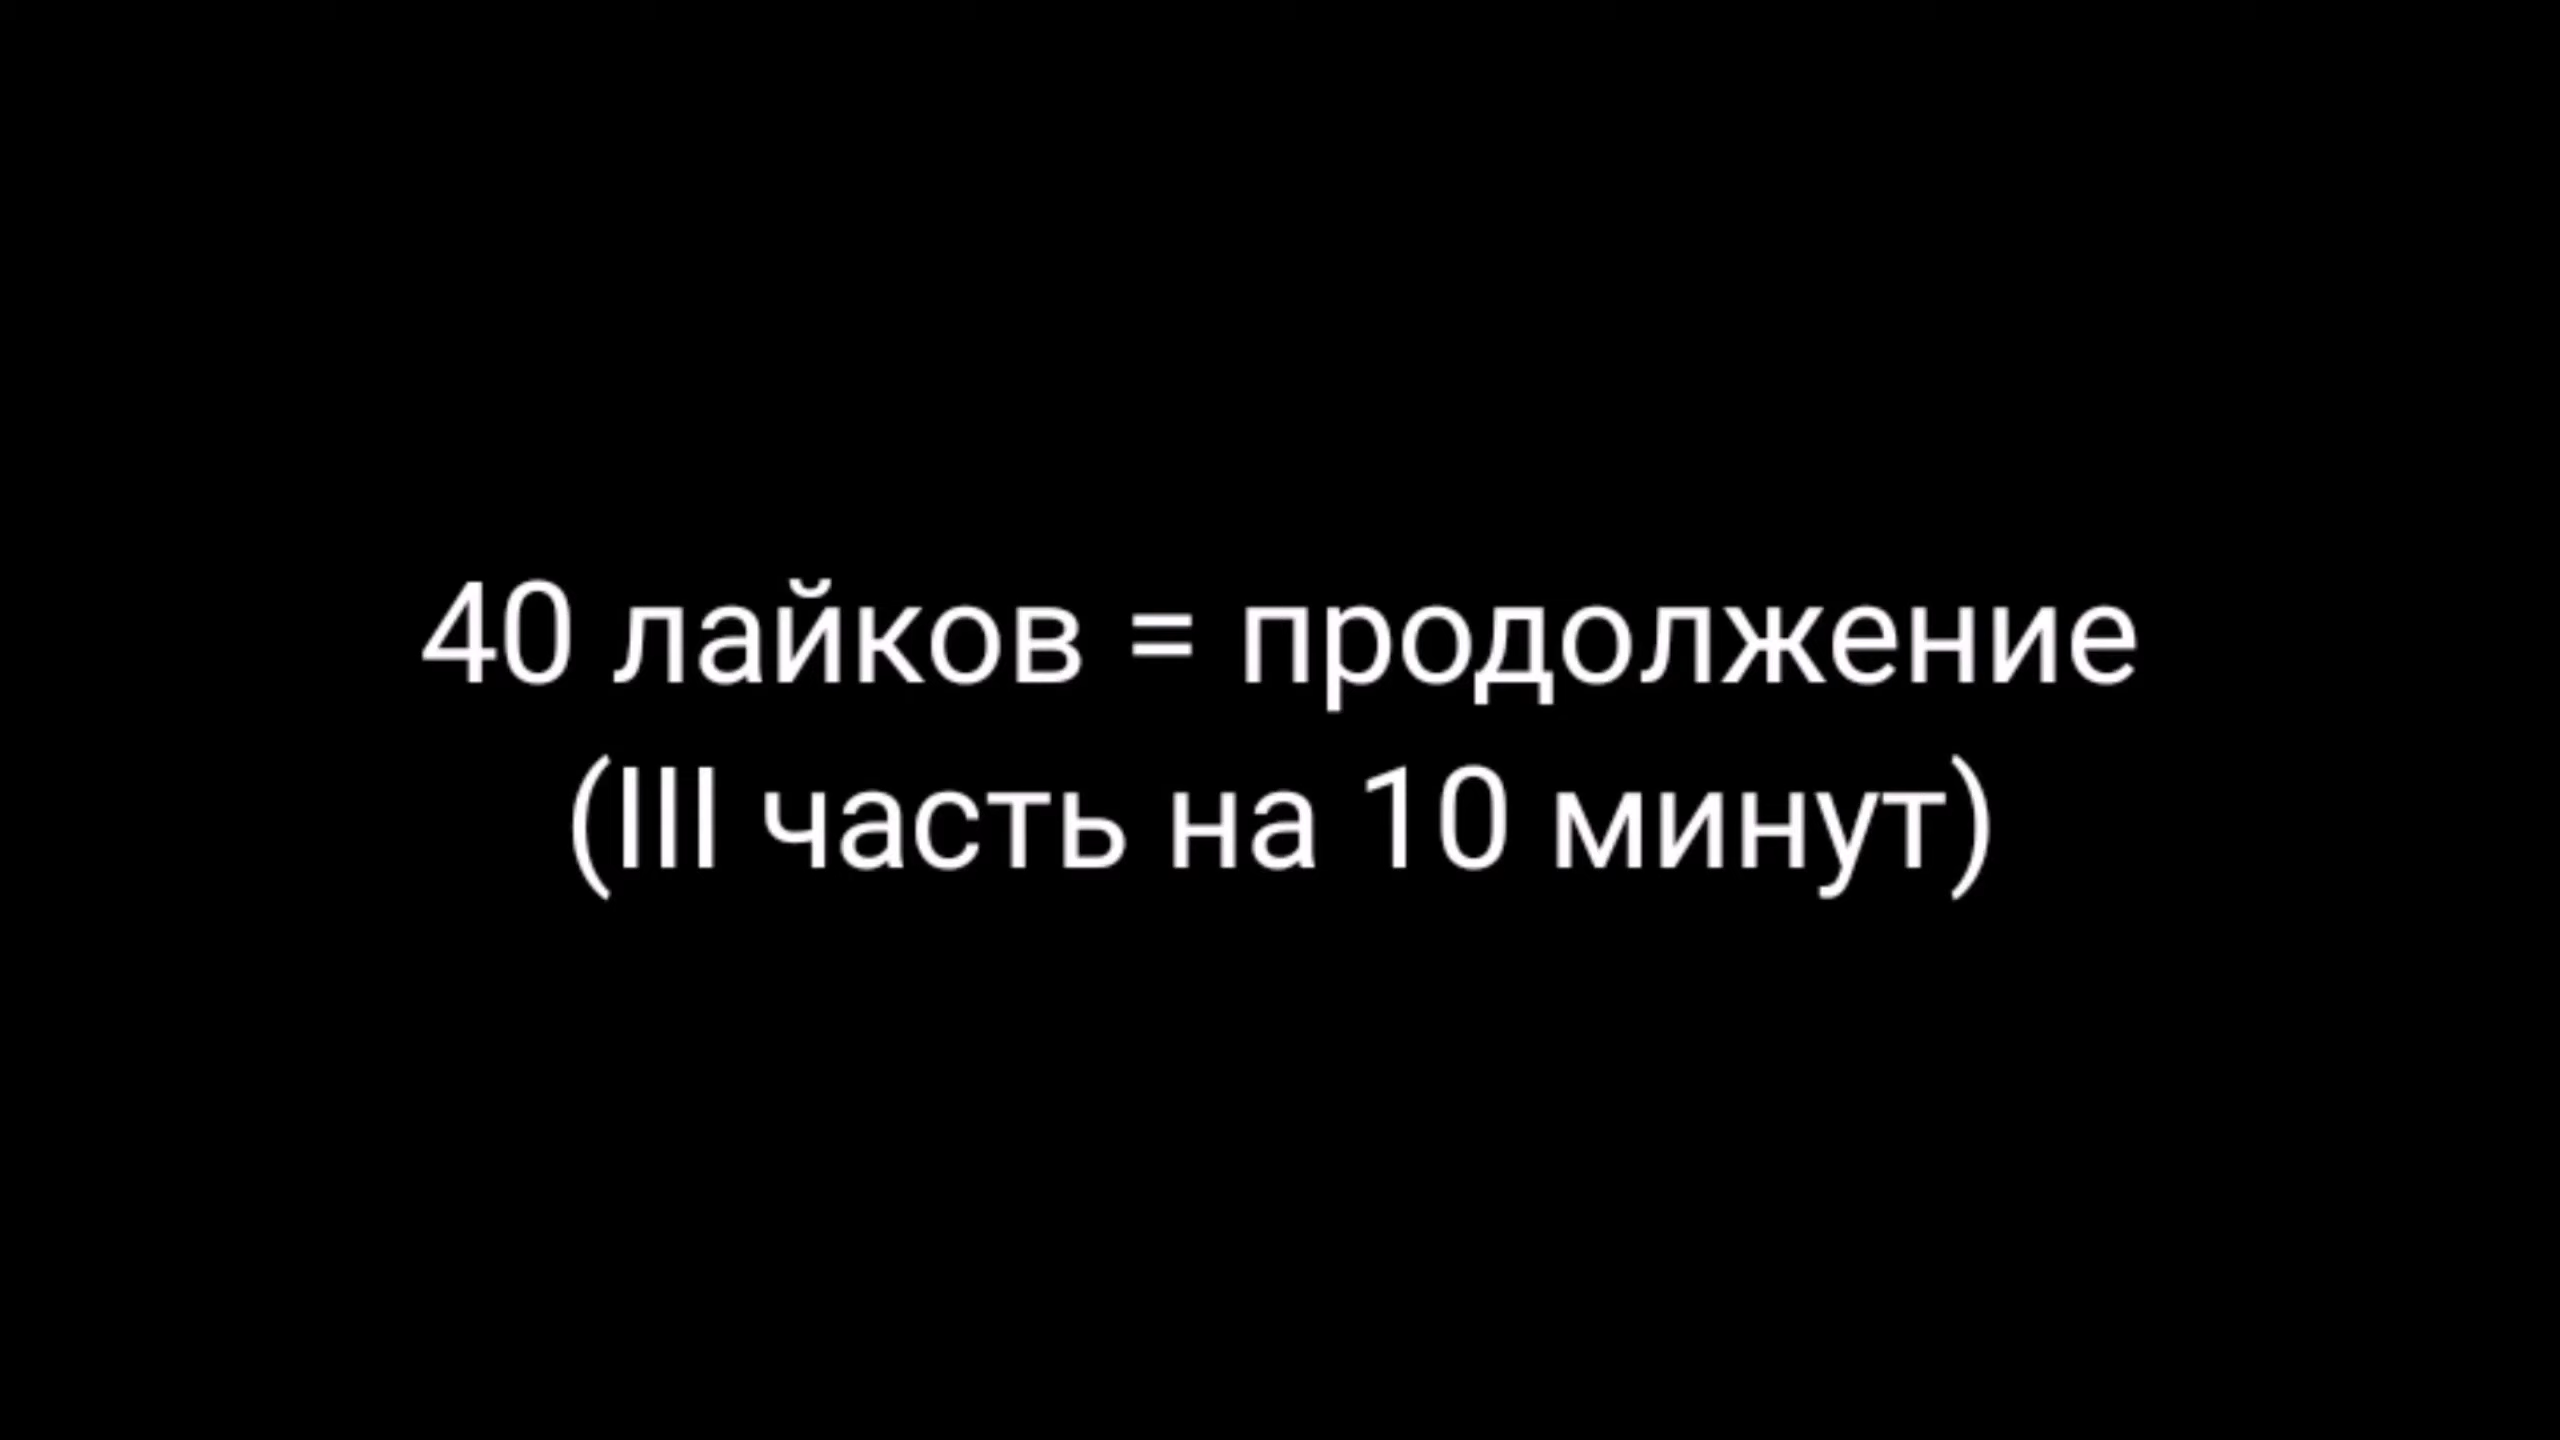 40 лайков = продолжение
(III часть на 10 минут)